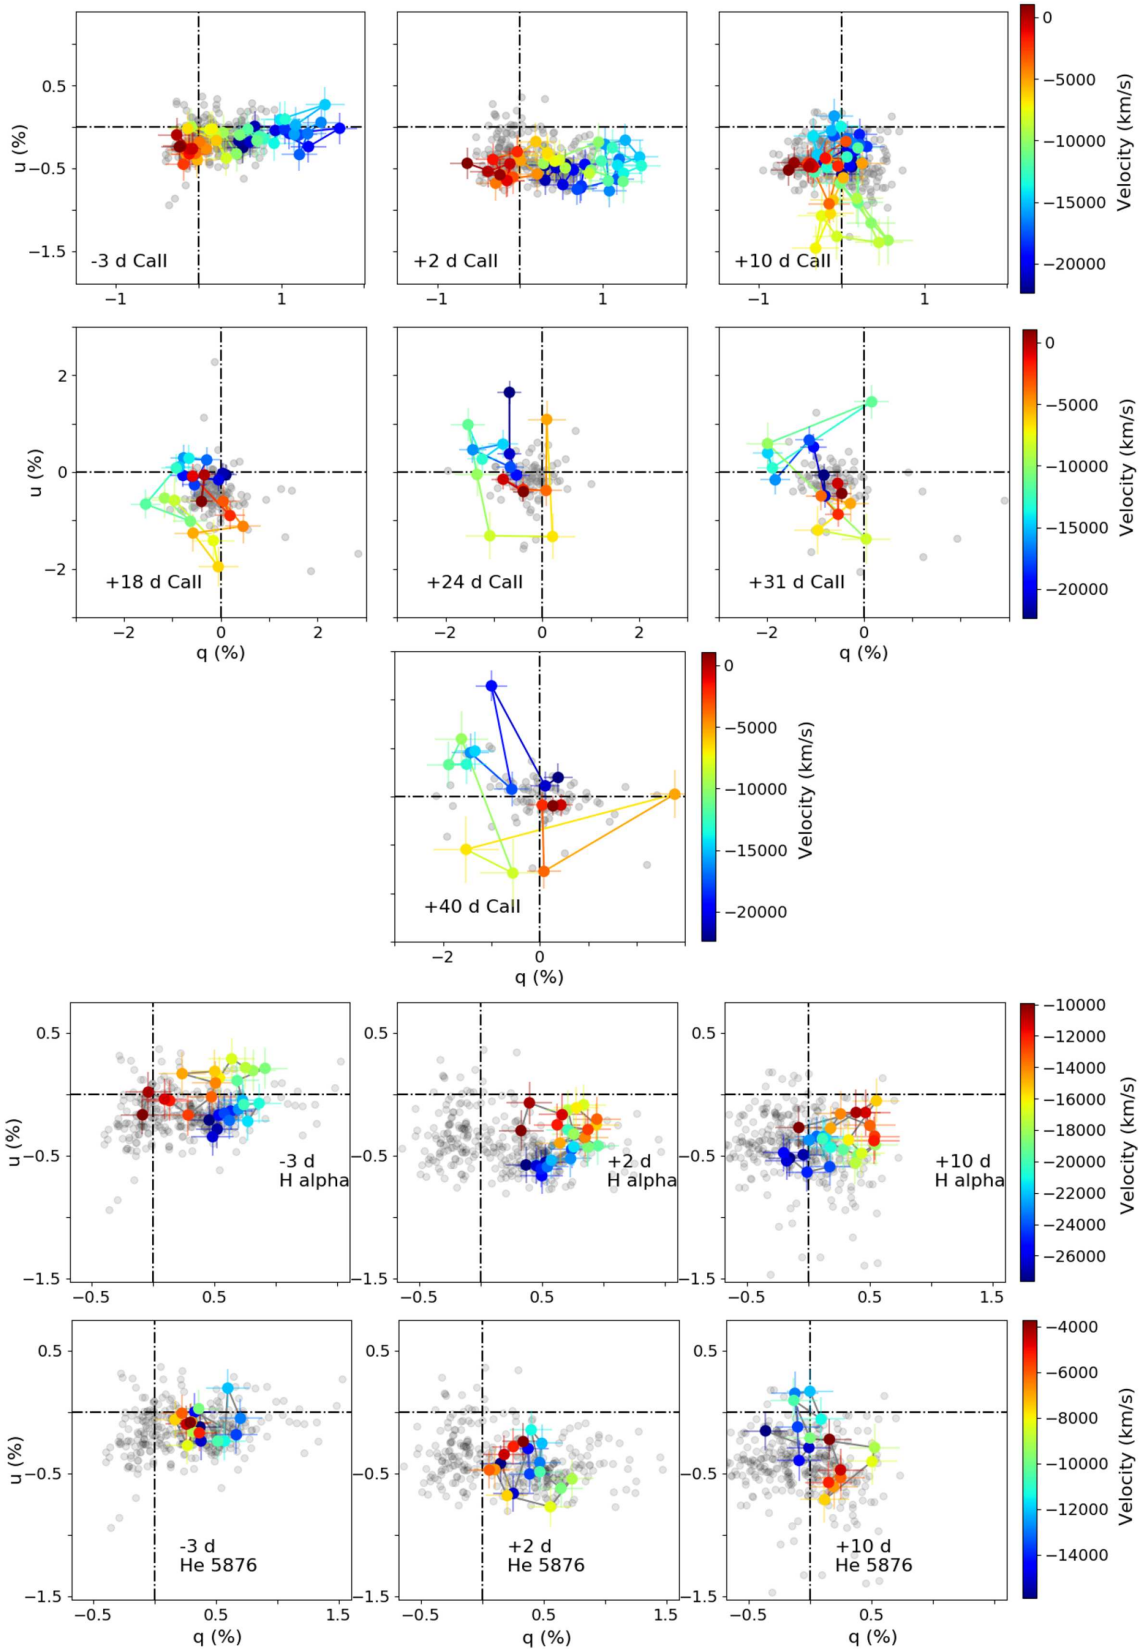 0.5
−0.5
−1.5
u (%)
-3 d CaII
−1
1
+2 d CaII
−1
1
+10 d CaII
−1
1
0
−5000
−10000
−15000
−20000
Velocity (km/s)
2
0
−2
u (%)
+18 d CaII
−2
0
2
q (%)
+24 d CaII
−2
0
2
q (%)
+31 d CaII
−2
0
q (%)
0
−5000
−10000
−15000
−20000
Velocity (km/s)
+40 d CaII
−2
0
q (%)
0
−5000
−10000
−15000
−20000
Velocity (km/s)
0.5
−0.5
−1.5
u (%)
-3 d
H alpha
−0.5
0.5
0.5
−0.5
−1.5
+2 d
H alpha
0.5
0.5
−0.5
−1.5
+10 d
H alpha
−0.5
0.5
1.5
−10000
−12000
−14000
−16000
−18000
−20000
−22000
−24000
−26000
Velocity (km/s)
0.5
−0.5
−1.5
u (%)
-3 d
He 5876
−0.5
0.5
1.5
q (%)
0.5
−0.5
−1.5
+2 d
He 5876
−0.5
0.5
1.5
q (%)
0.5
−0.5
−1.5
+10 d
He 5876
−0.5
0.5
q (%)
−4000
−6000
−8000
−10000
−12000
−14000
Velocity (km/s)